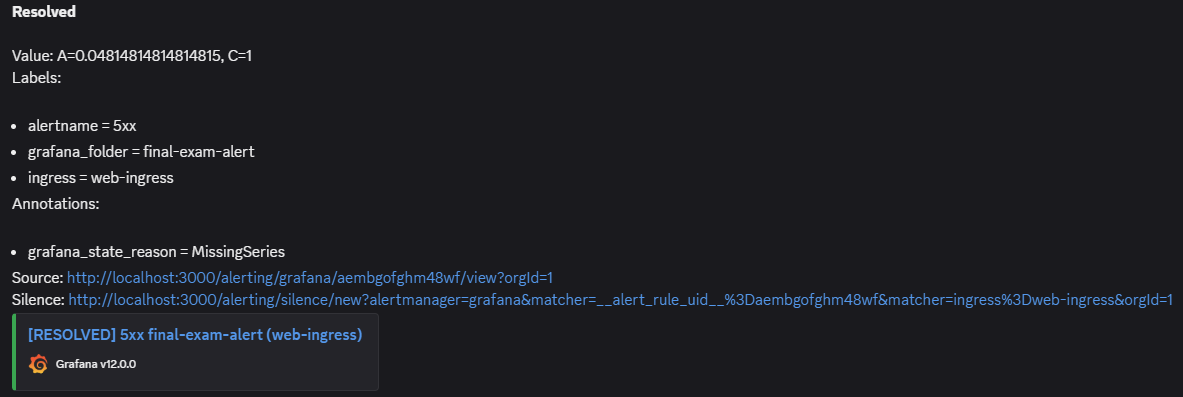 Resolved
Value: A=0.04814814814814815, C=1
Labels:
• alertname = 5xx
• grafana_folder = final-exam-alert
• ingress = web-ingress
Annotations:
• grafana_state_reason = MissingSeries
Source: http://localhost:3000/alerting/grafana/aembgofghm48wf/view?orgId=1
Silence: http://localhost:3000/alerting/silence/new?alertmanager=grafana&matcher=__alert_rule_uid__%3Daembgofghm48wf&matcher=ingress%3Dweb-ingress&orgId=1
[RESOLVED] 5xx final-exam-alert (web-ingress)
Grafana v12.0.0